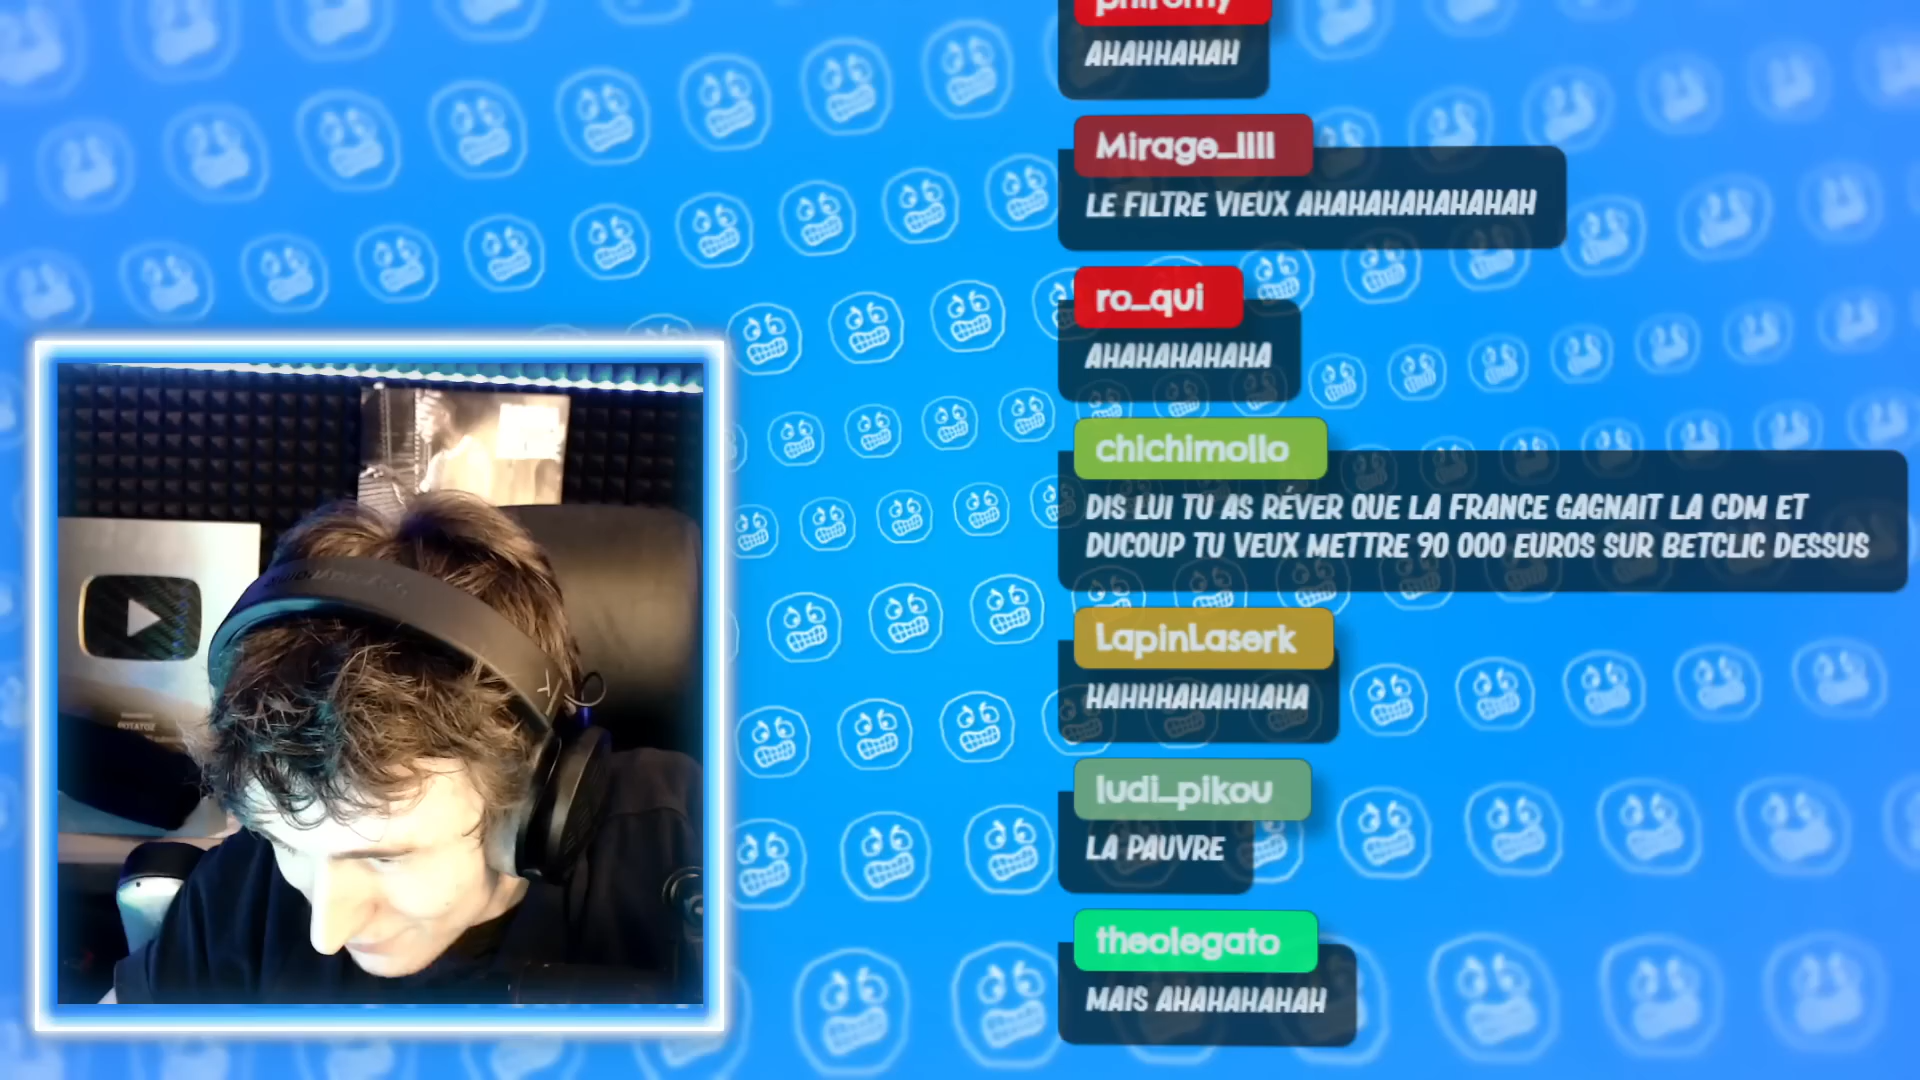 AHAHHAHAH
Mirage_llll
LE FILTRE VIEUX AHAHAHAHAHAHAH
ro_qui
AHAHAHAHAHA
chichimollo
DIS LUI TU AS RÉVER QUE LA FRANCE GAGNAIT LA CDM ET
DUCOUP TU VEUX METTRE 90 000 EUROS SUR BETCLIC DESSUS
LapinLaserk
HAHHHAHAHHAHA
ludi_pikou
LA PAUVRE
theolegato
MAIS AHAHAHAHAH